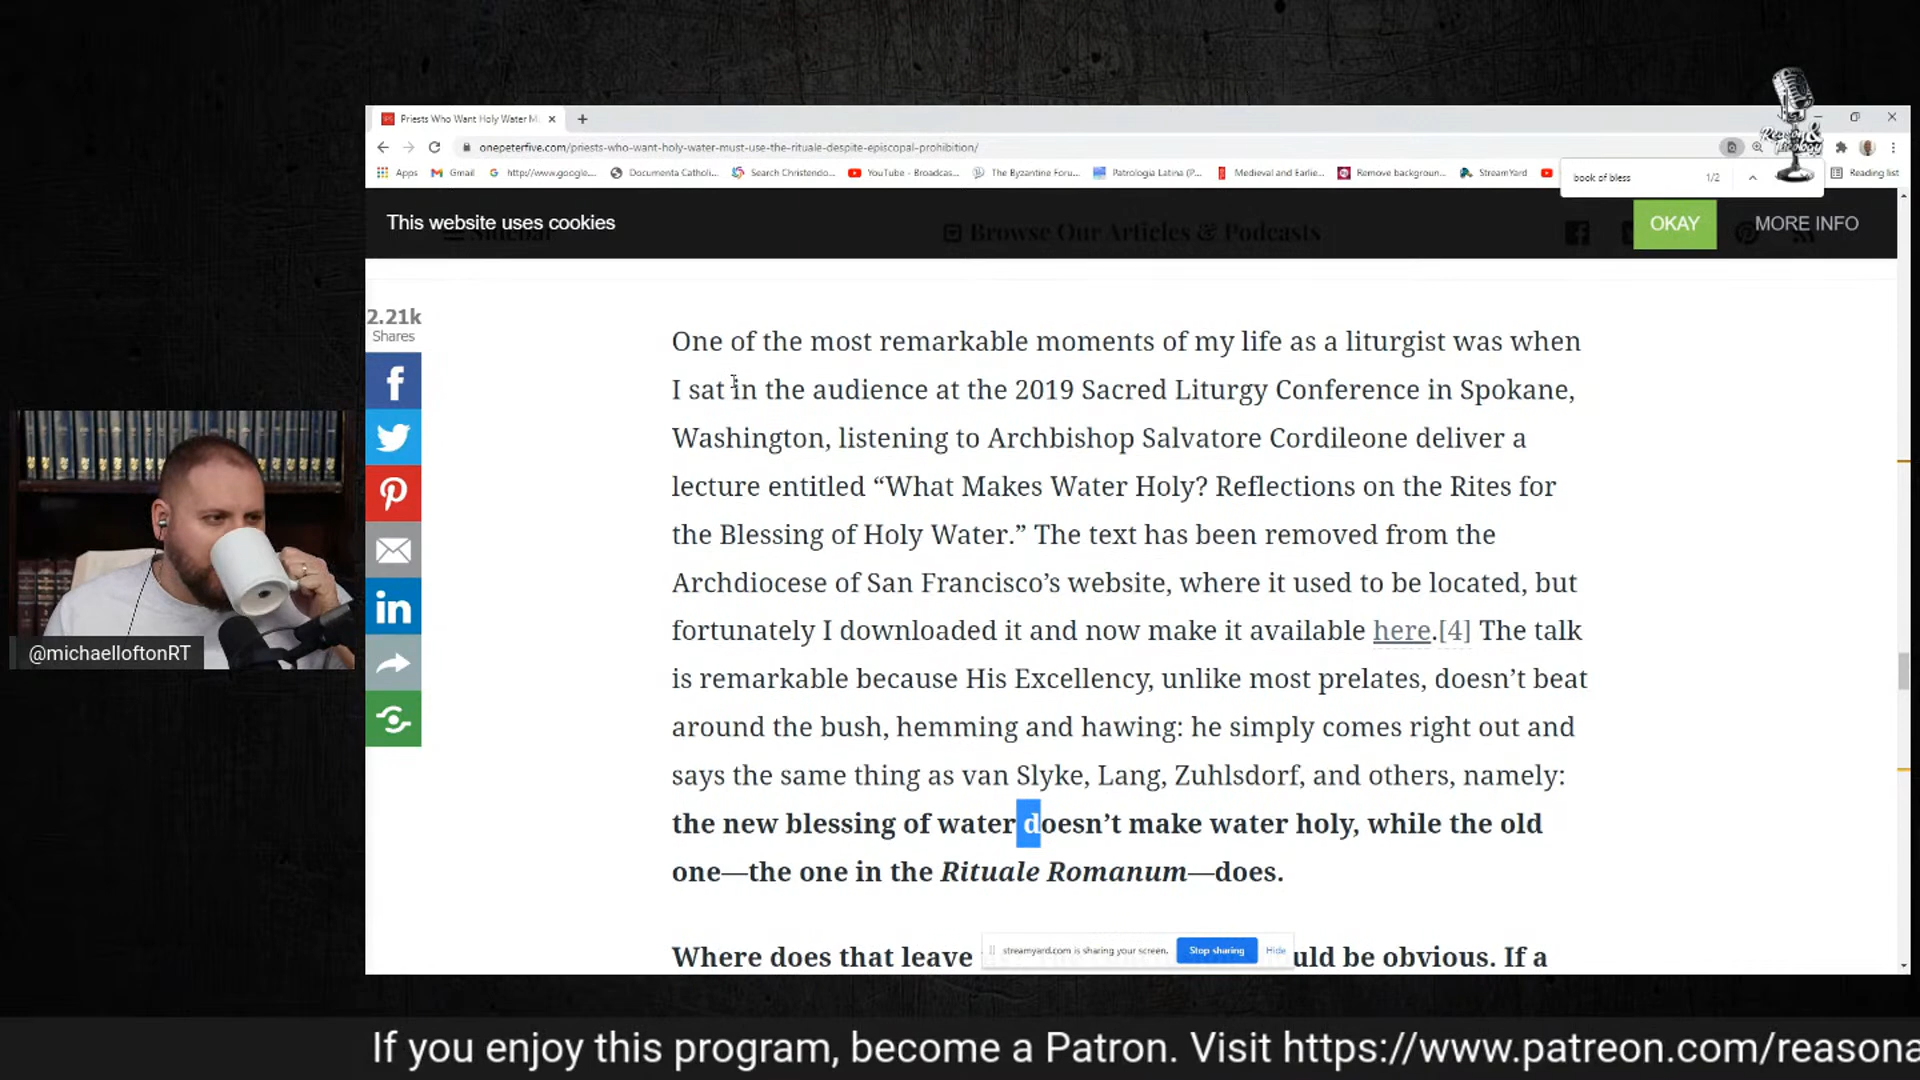 Priests Who Want Holy Water M
onepeterfive.com/priests-who-want-holy-water-must-use-the-rituale-despite-episcopal-prohibition/
Apps
Gmail
http://www.google...
Documenta Catholi...
Search Christendo...
YouTube - Broadcas...
The Byzantine Foru...
Patrologia Latina (P...
Medieval and Earlie...
Remove backgroun...
StreamYard
book of bless
1/2
Reading list
Reason &
Theology
This website uses cookies
Sidebar
Browse Our Articles & Podcasts
OKAY
MORE INFO
2.21k
Shares
One of the most remarkable moments of my life as a liturgist was when
I sat in the audience at the 2019 Sacred Liturgy Conference in Spokane,
Washington, listening to Archbishop Salvatore Cordileone deliver a
lecture entitled “What Makes Water Holy? Reflections on the Rites for
the Blessing of Holy Water.” The text has been removed from the
Archdiocese of San Francisco’s website, where it used to be located, but
fortunately I downloaded it and now make it available here.[4] The talk
is remarkable because His Excellency, unlike most prelates, doesn’t beat
around the bush, hemming and hawing: he simply comes right out and
says the same thing as van Slyke, Lang, Zuhlsdorf, and others, namely:
the new blessing of water doesn’t make water holy, while the old
one—the one in the Rituale Romanum—does.
Where does that leave
uld be obvious. If a
streamyard.com is sharing your screen.
Stop sharing
Hide
@michaelloftonRT
If you enjoy this program, become a Patron. Visit https://www.patreon.com/reasona